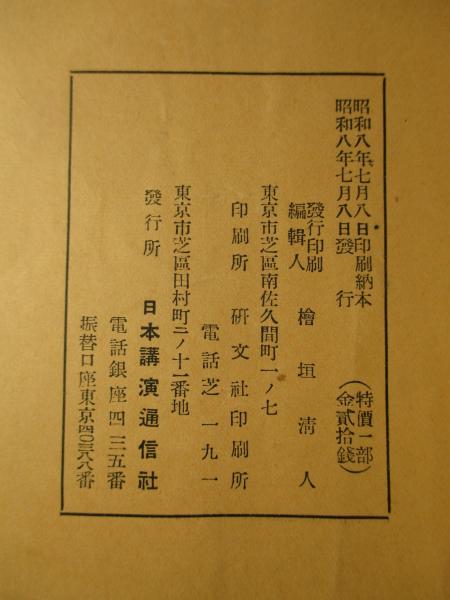 昭和八年七月八日印刷納本
昭和八年七月八日發行
(特價一部
金貳拾錢)
發行印刷
編輯人
檜垣淸人
東京市芝區南佐久間町一ノ七
印刷所 硏文社印刷所
電話芝一九一
東京市芝區田村町二ノ十一番地
發行所 日本講演通信社
電話銀座四三五番
振替口座東京四〇三八八番